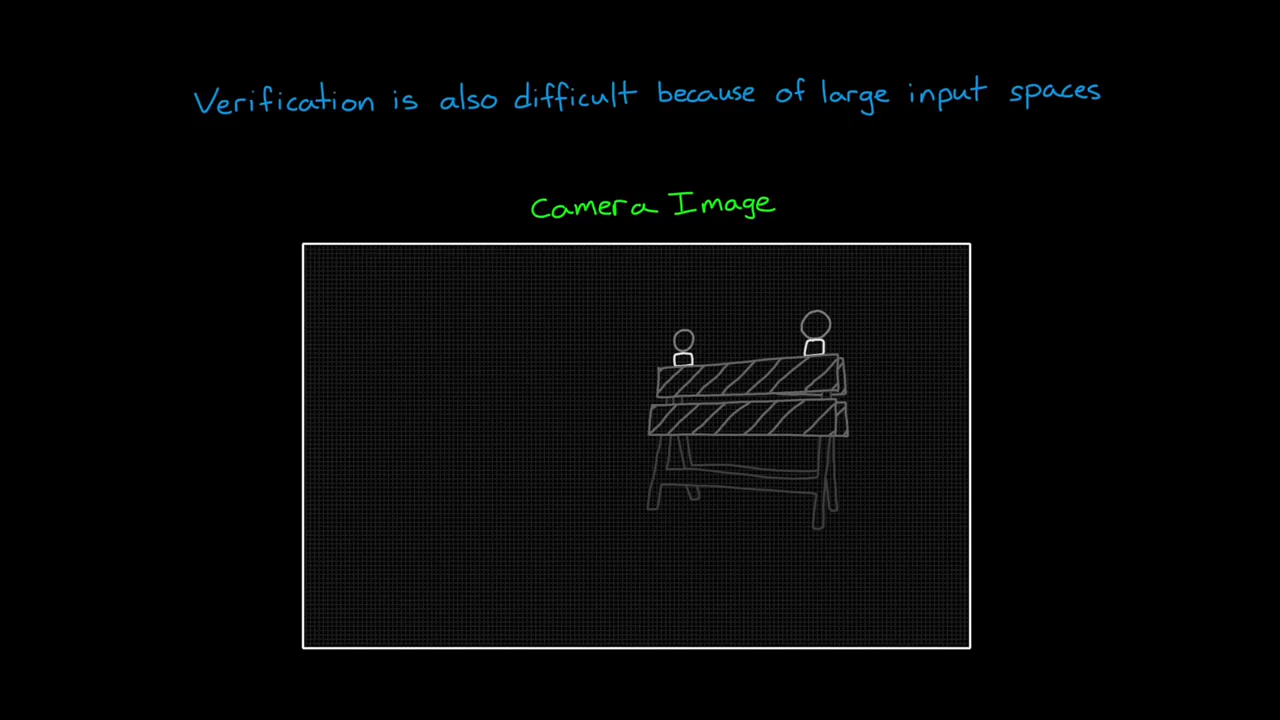 Verification is also difficult because of large input spaces
Camera Image